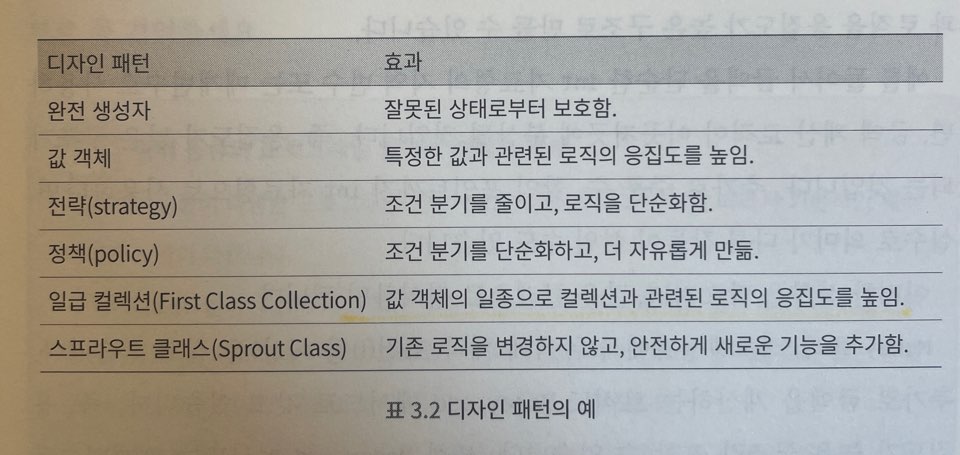 디자인 패턴 효과
완전 생성자 잘못된 상태로부터 보호함.
값 객체 특정한 값과 관련된 로직의 응집도를 높임.
전략(strategy) 조건 분기를 줄이고, 로직을 단순화함.
정책(policy) 조건 분기를 단순화하고, 더 자유롭게 만듦.
일급 컬렉션(First Class Collection) 값 객체의 일종으로 컬렉션과 관련된 로직의 응집도를 높임.
스프라우트 클래스(Sprout Class) 기존 로직을 변경하지 않고, 안전하게 새로운 기능을 추가함.
표 3.2 디자인 패턴의 예